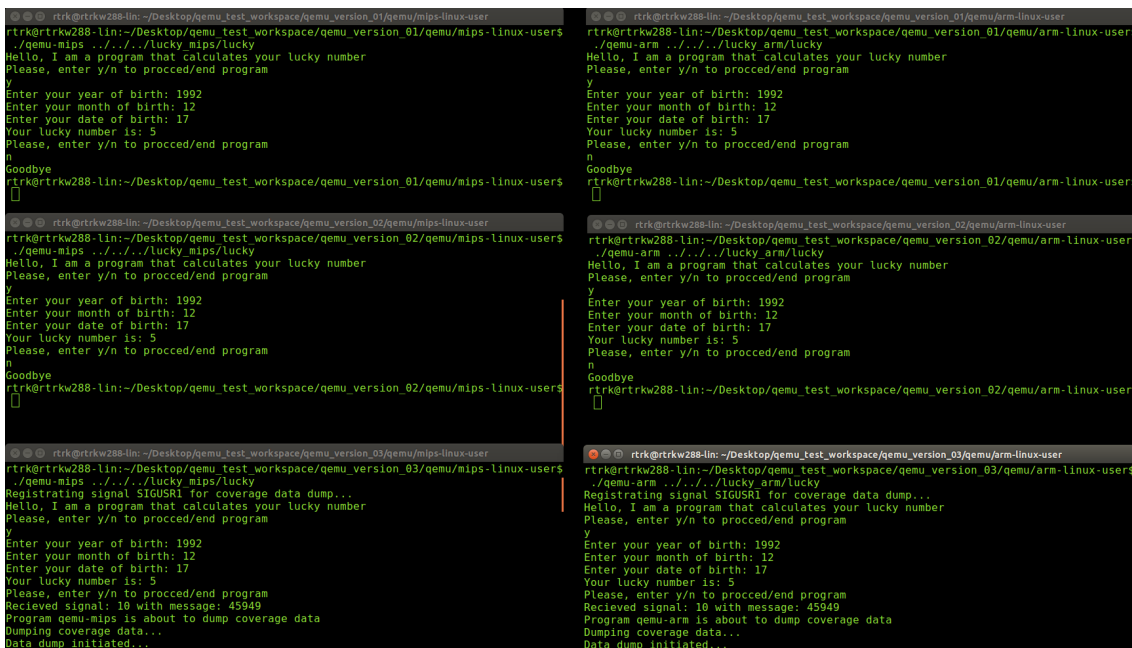 rtrk@rtrkw288-lin: ~/Desktop/qemu_test_workspace/qemu_version_01/qemu/mips-linux-user
rtrk@rtrkw288-lin:~/Desktop/qemu_test_workspace/qemu_version_01/qemu/mips-linux-user$
./qemu-mips ../../../lucky_mips/lucky
Hello, I am a program that calculates your lucky number
Please, enter y/n to procced/end program
y
Enter your year of birth: 1992
Enter your month of birth: 12
Enter your date of birth: 17
Your lucky number is: 5
Please, enter y/n to procced/end program
n
Goodbye
rtrk@rtrkw288-lin:~/Desktop/qemu_test_workspace/qemu_version_01/qemu/mips-linux-user$
rtrk@rtrkw288-lin: ~/Desktop/qemu_test_workspace/qemu_version_01/qemu/arm-linux-user
rtrk@rtrkw288-lin:~/Desktop/qemu_test_workspace/qemu_version_01/qemu/arm-linux-user
./qemu-arm ../../../lucky_arm/lucky
Hello, I am a program that calculates your lucky number
Please, enter y/n to procced/end program
y
Enter your year of birth: 1992
Enter your month of birth: 12
Enter your date of birth: 17
Your lucky number is: 5
Please, enter y/n to procced/end program
n
Goodbye
rtrk@rtrkw288-lin:~/Desktop/qemu_test_workspace/qemu_version_01/qemu/arm-linux-user
rtrk@rtrkw288-lin: ~/Desktop/qemu_test_workspace/qemu_version_02/qemu/mips-linux-user
rtrk@rtrkw288-lin:~/Desktop/qemu_test_workspace/qemu_version_02/qemu/mips-linux-user$
./qemu-mips ../../../lucky_mips/lucky
Hello, I am a program that calculates your lucky number
Please, enter y/n to procced/end program
y
Enter your year of birth: 1992
Enter your month of birth: 12
Enter your date of birth: 17
Your lucky number is: 5
Please, enter y/n to procced/end program
n
Goodbye
rtrk@rtrkw288-lin:~/Desktop/qemu_test_workspace/qemu_version_02/qemu/mips-linux-user$
rtrk@rtrkw288-lin: ~/Desktop/qemu_test_workspace/qemu_version_02/qemu/arm-linux-user
rtrk@rtrkw288-lin:~/Desktop/qemu_test_workspace/qemu_version_02/qemu/arm-linux-user
./qemu-arm ../../../lucky_arm/lucky
Hello, I am a program that calculates your lucky number
Please, enter y/n to procced/end program
y
Enter your year of birth: 1992
Enter your month of birth: 12
Enter your date of birth: 17
Your lucky number is: 5
Please, enter y/n to procced/end program
n
Goodbye
rtrk@rtrkw288-lin:~/Desktop/qemu_test_workspace/qemu_version_02/qemu/arm-linux-user
rtrk@rtrkw288-lin: ~/Desktop/qemu_test_workspace/qemu_version_03/qemu/mips-linux-user
rtrk@rtrkw288-lin:~/Desktop/qemu_test_workspace/qemu_version_03/qemu/mips-linux-user$
./qemu-mips ../../../lucky_mips/lucky
Registrating signal SIGUSR1 for coverage data dump...
Hello, I am a program that calculates your lucky number
Please, enter y/n to procced/end program
y
Enter your year of birth: 1992
Enter your month of birth: 12
Enter your date of birth: 17
Your lucky number is: 5
Please, enter y/n to procced/end program
Recieved signal: 10 with message: 45949
Program qemu-mips is about to dump coverage data
Dumping coverage data...
Data dump initiated...
rtrk@rtrkw288-lin: ~/Desktop/qemu_test_workspace/qemu_version_03/qemu/arm-linux-user
rtrk@rtrkw288-lin:~/Desktop/qemu_test_workspace/qemu_version_03/qemu/arm-linux-user$
./qemu-arm ../../../lucky_arm/lucky
Registrating signal SIGUSR1 for coverage data dump...
Hello, I am a program that calculates your lucky number
Please, enter y/n to procced/end program
y
Enter your year of birth: 1992
Enter your month of birth: 12
Enter your date of birth: 17
Your lucky number is: 5
Please, enter y/n to procced/end program
Recieved signal: 10 with message: 45949
Program qemu-arm is about to dump coverage data
Dumping coverage data...
Data dump initiated...